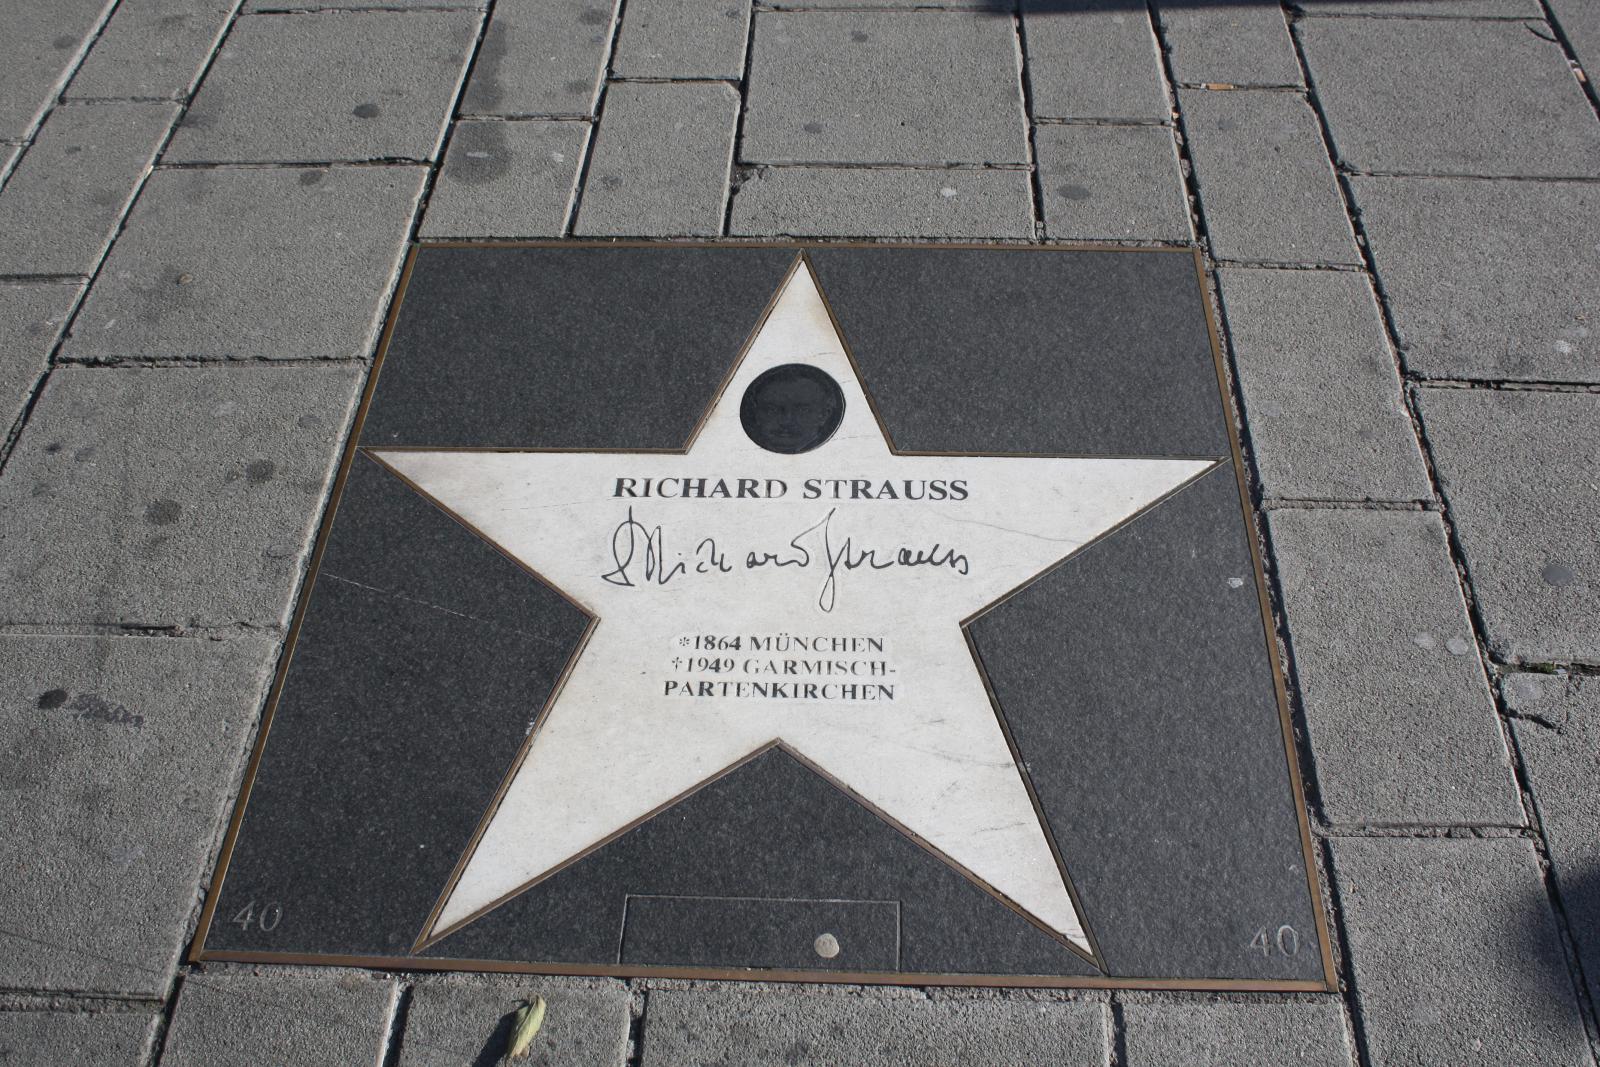 RICHARD STRAUSS
Richard Strauss
*1864 MÜNCHEN
†1949 GARMISCH-
PARTENKIRCHEN
40 40